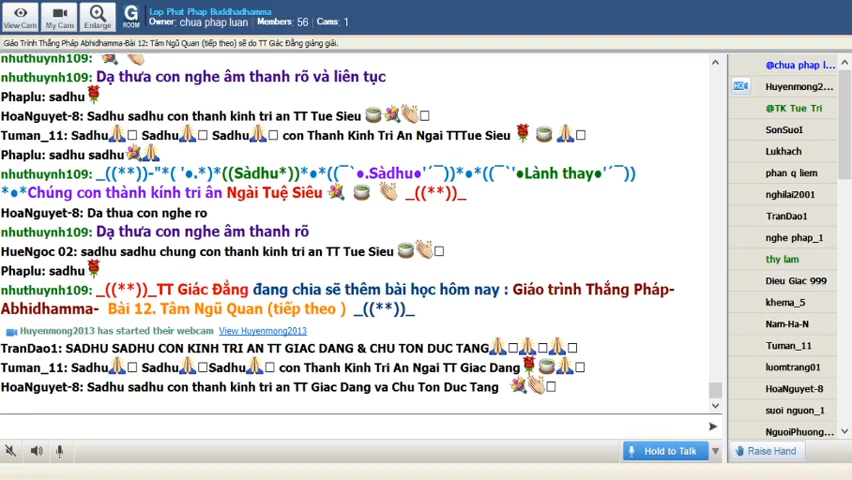 View Cam
My Cam
Enlarge
G
ROOM
Lop Phat Phap Buddhadhamma
Owner: chua phap luan Members: 56 Cams: 1
Giáo Trình Thắng Pháp Abhidhamma-Bài 12: Tâm Ngũ Quan (tiếp theo) sẽ do TT Giác Đẳng giảng giải.
nhuthuynh109:
nhuthuynh109: Dạ thưa con nghe âm thanh rõ và liên tục
Phaplu: sadhu
HoaNguyet-8: Sadhu sadhu con thanh kinh tri an TT Tue Sieu
Tuman_11: Sadhu Sadhu Sadhu con Thanh Kinh Tri An Ngai TTTue Sieu
Phaplu: sadhu sadhu
nhuthuynh109: _((**))-"*( '●.*)*((Sàdhu*))*●*((¯`●.Sàdhu●'´¯))*●*((¯`'●Lành thay●'´¯))
*●*Chúng con thành kính tri ân Ngài Tuệ Siêu _((**))_
HoaNguyet-8: Da thua con nghe ro
nhuthuynh109: Dạ thưa con nghe âm thanh rõ
HueNgoc 02: sadhu sadhu chung con thanh kinh tri an TT Tue Sieu
Phaplu: sadhu
nhuthuynh109: _((**))_TT Giác Đẳng đang chia sẽ thêm bài học hôm nay : Giáo trình Thắng Pháp-
Abhidhamma- Bài 12. Tâm Ngũ Quan (tiếp theo ) _((**))_
Huyenmong2013 has started their webcam View Huyenmong2013
TranDao1: SADHU SADHU CON KINH TRI AN TT GIAC DANG & CHU TON DUC TANG
Tuman_11: Sadhu Sadhu Sadhu con Thanh Kinh Tri An Ngai TT Giac Dang
HoaNguyet-8: Sadhu sadhu con thanh kinh tri an TT Giac Dang va Chu Ton Duc Tang
Hold to Talk
Raise Hand
@chua phap l...
Huyenmong2...
@TK Tue Tri
SonSuoI
Lukhach
phan q liem
nghilai2001
TranDao1
nghe phap_1
thy lam
Dieu Giac 999
khema_5
Nam-Ha-N
Tuman_11
luomtrang01
HoaNguyet-8
suoi nguon_1
NguoiPhuong...